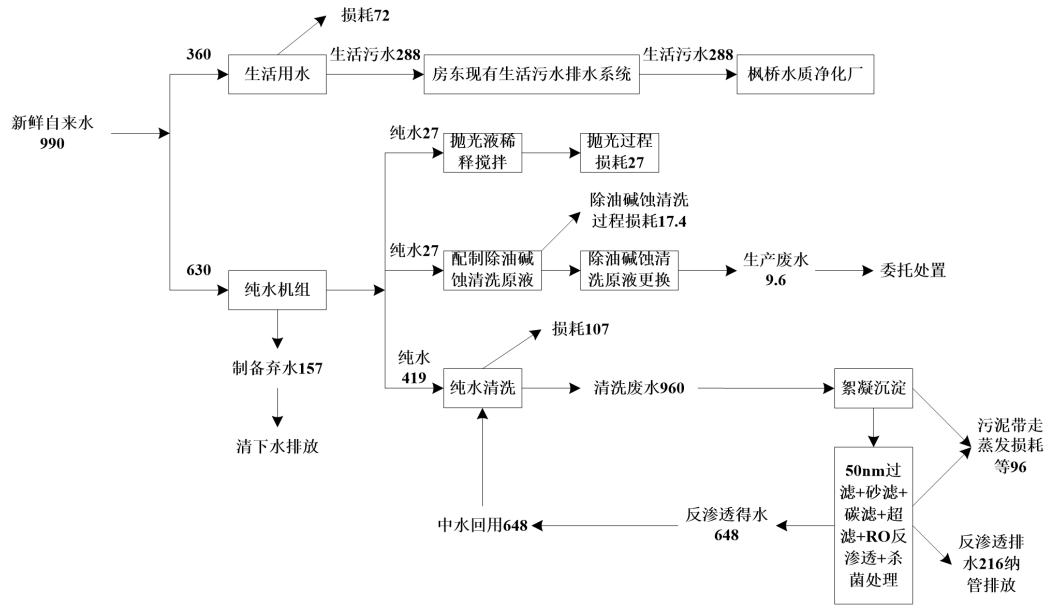 损耗72
360
生活用水
生活污水288
房东现有生活污水排水系统
生活污水288
枫桥水质净化厂
新鲜自来水
990
纯水27
抛光液稀
释搅拌
抛光过程
损耗27
除油碱蚀清洗
过程损耗17.4
纯水27
配制除油碱
蚀清洗原液
除油碱蚀清
洗原液更换
生产废水
9.6
委托处置
630
纯水机组
制备弃水157
清下水排放
损耗107
纯水
419
纯水清洗
清洗废水960
絮凝沉淀
污泥带走
蒸发损耗
等96
50nm过
滤+砂滤+
碳滤+超
滤+RO反
渗透+杀
菌处理
中水回用648
反渗透得水
648
反渗透排
水216纳
管排放